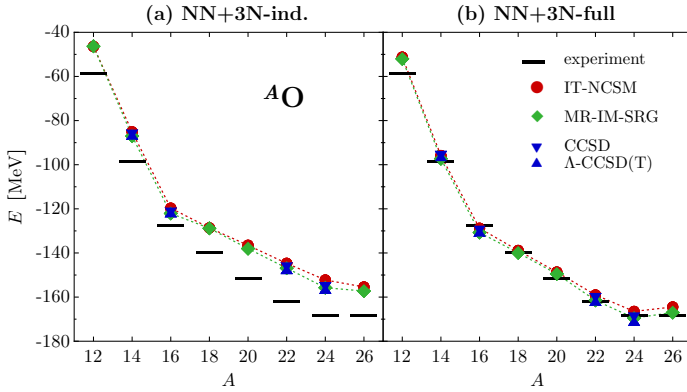 (a) NN+3N-ind.
(b) NN+3N-full
-40
-60
-80
-100
-120
-140
-160
-180
E [MeV]
ᴬO
experiment
IT-NCSM
MR-IM-SRG
CCSD
Λ-CCSD(T)
12 14 16 18 20 22 24 26
12 14 16 18 20 22 24 26
A
A